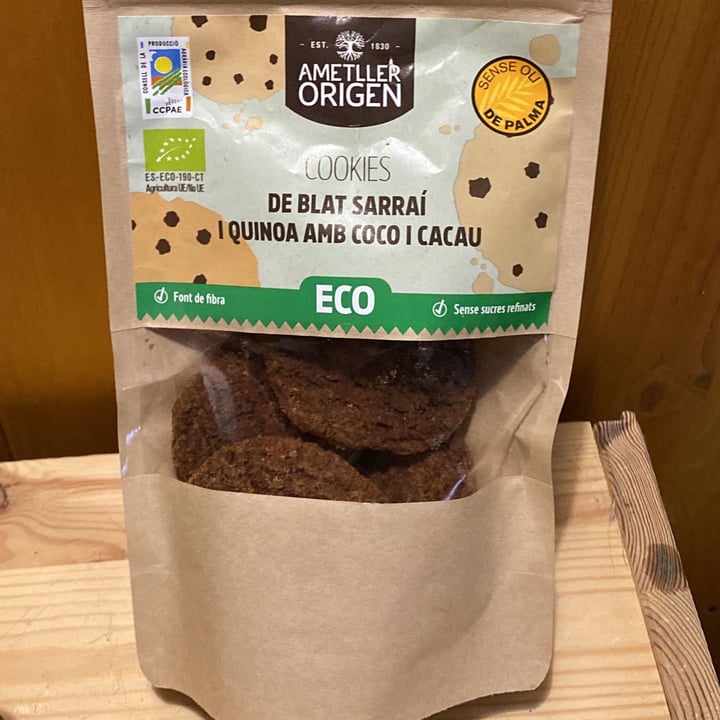 PRODUCCIÓ
CONSELL DE LA
AGRÀRIA ECOLÒGICA
CCPAE
ES-ECO-190-CT
Agricultura UE/No UE
- EST. 1830 -
AMETLLER
ORIGEN
SENSE OLI
DE PALMA
COOKIES
DE BLAT SARRAÍ
I QUINOA AMB COCO I CACAU
Font de fibra
ECO
Sense sucres refinats